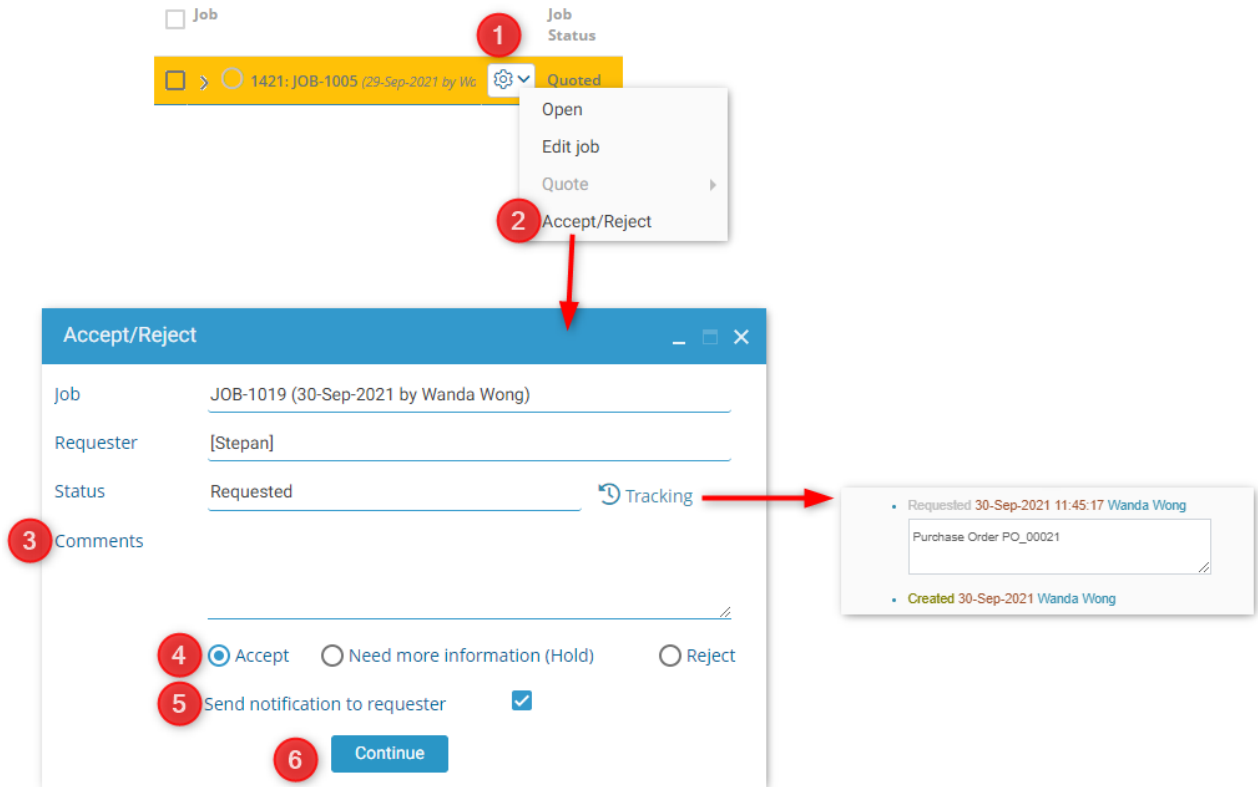 Job
Job
Status
1
1421: JOB-1005 (29-Sep-2021 by
Quoted
Open
Edit job
Quote
2
Accept/Reject
Accept/Reject
Job
JOB-1019 (30-Sep-2021 by Wanda Wong)
Requester
[Stepan]
Status
Requested
Tracking
Requested 30-Sep-2021 11:45:17 Wanda Wong
Purchase Order PO_00021
Created 30-Sep-2021 Wanda Wong
3
Comments
4
Accept
Need more information (Hold)
Reject
5
Send notification to requester
6
Continue